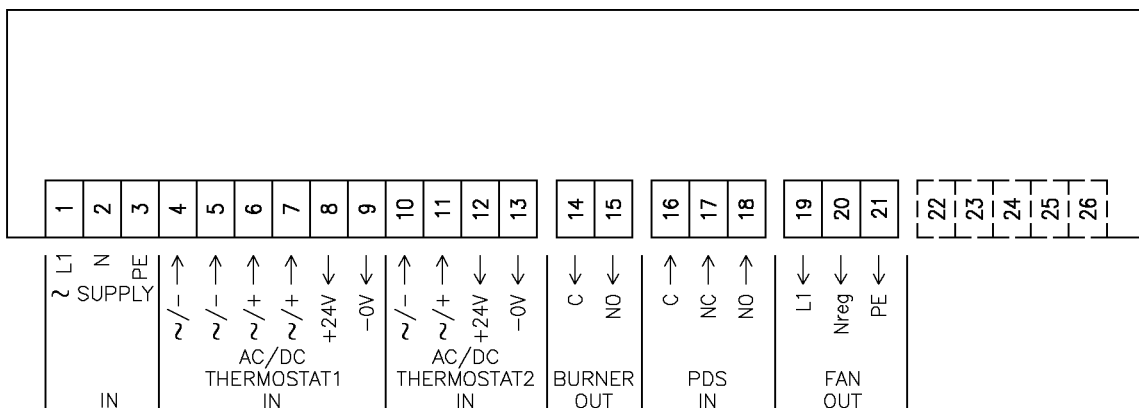 1 2 3 4 5 6 7 8 9 10 11 12 13 14 15 16 17 18 19 20 21 22 23 24 25 26
L1 N PE ~/- ~/- ~/+ ~/+ +24V -0V ~/- ~/+ +24V -0V C NO C NC NO L1 Nreg PE
~ SUPPLY
AC/DC AC/DC
THERMOSTAT1 THERMOSTAT2 BURNER PDS FAN
IN IN IN OUT IN OUT